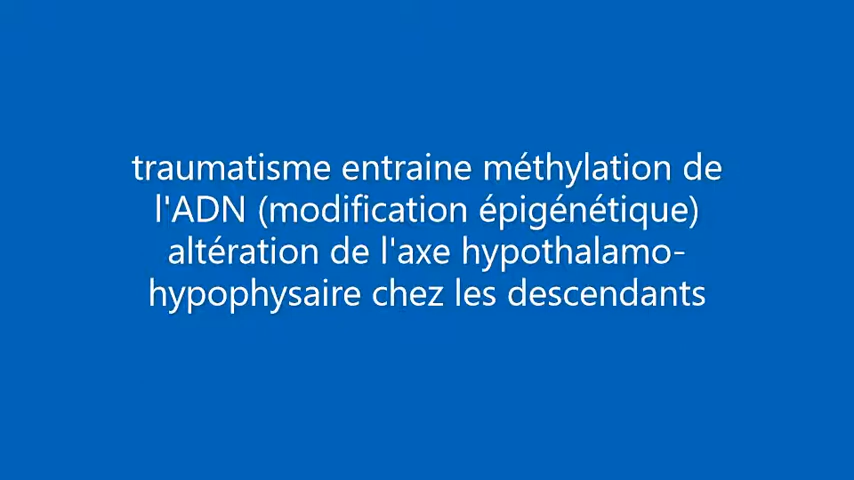 traumatisme entraine méthylation de
l'ADN (modification épigénétique)
altération de l'axe hypothalamo-
hypophysaire chez les descendants